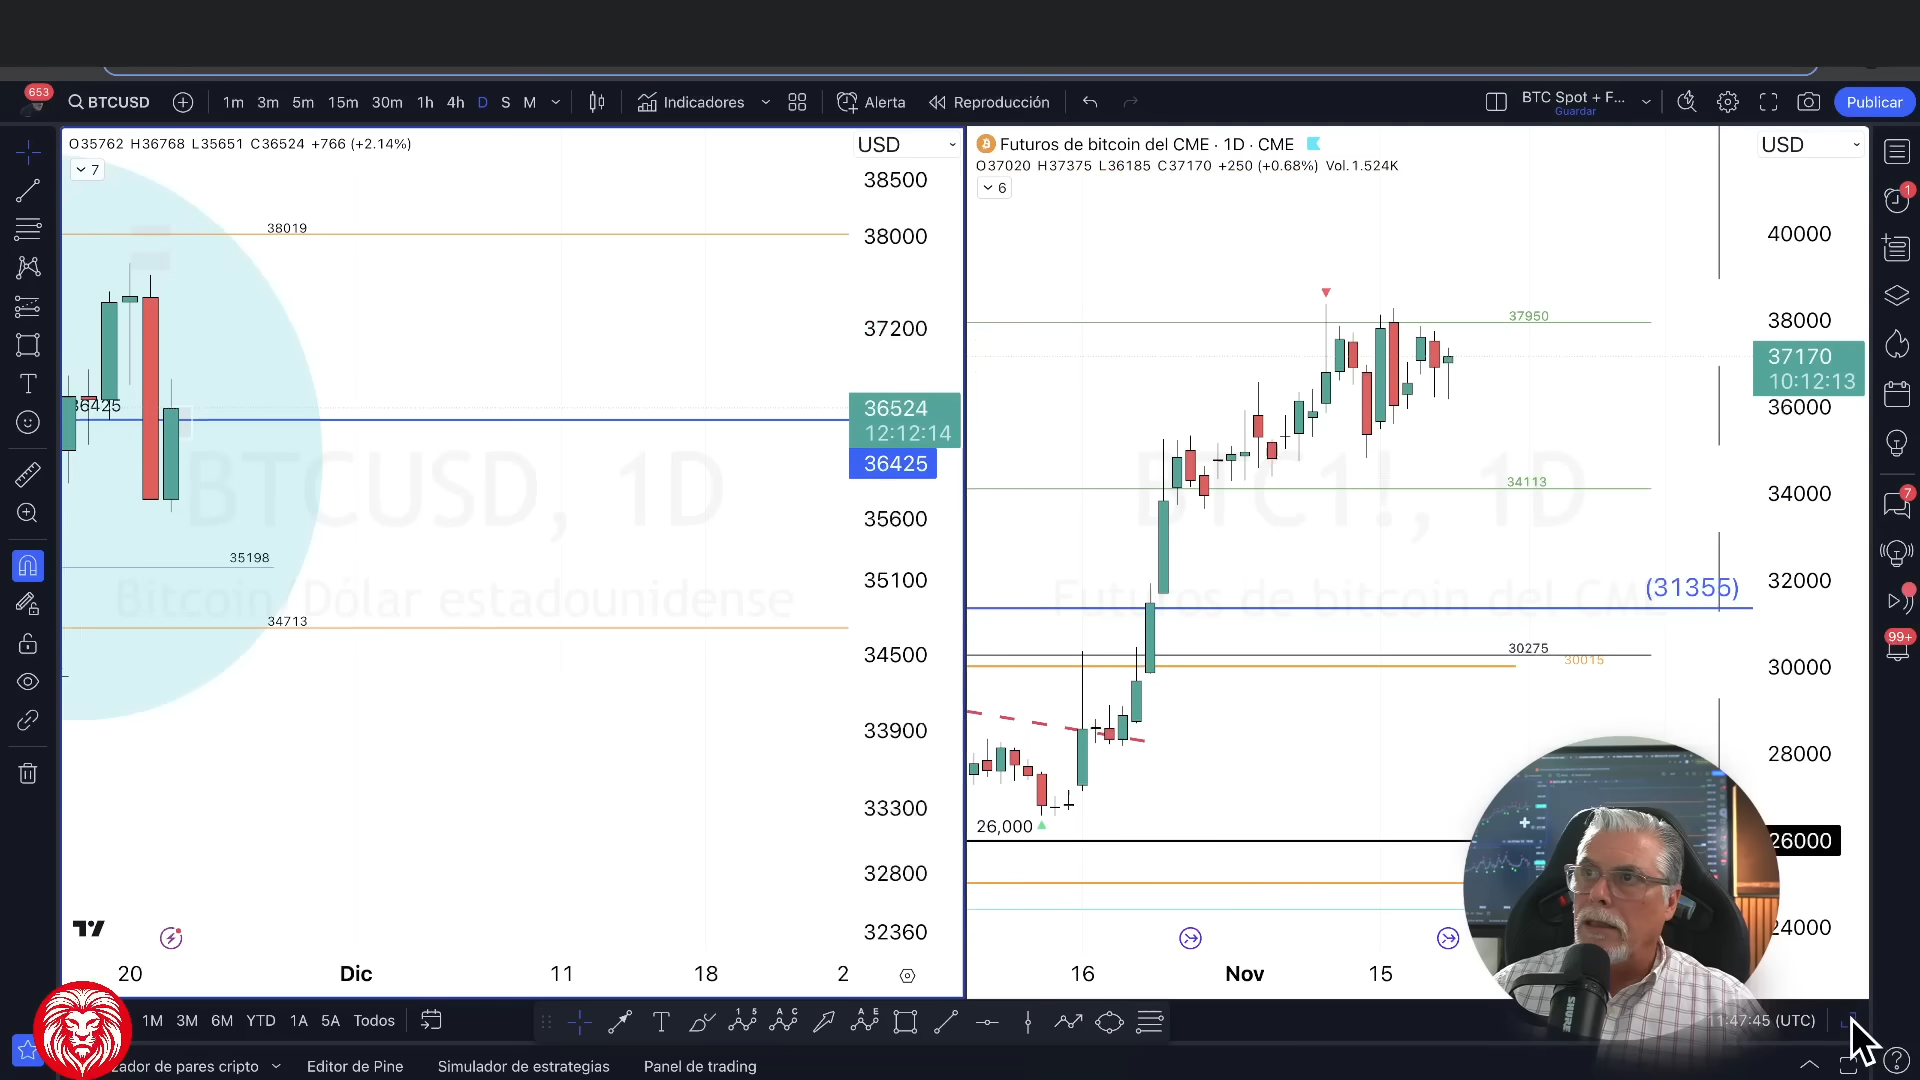 653
BTCUSD
1m 3m 5m 15m 30m 1h 4h D S M
Indicadores
Alerta
Reproducción
BTC Spot + F...
Guardar
Publicar
O35762 H36768 L35651 C36524 +766 (+2.14%)
7
USD
38500
38019
38000
37200
36425
36524
12:12:14
36425
BTCUSD, 1D
35600
35198
35100
Bitcoin / Dólar estadounidense
34713
34500
33900
33300
32800
32360
20 Dic 11 18 2
Futuros de bitcoin del CME · 1D · CME
O37020 H37375 L36185 C37170 +250 (+0.68%) Vol.1.524K
6
USD
40000
37950
38000
37170
10:12:13
36000
34113
34000
BTC1!, 1D
(31355)
32000
Futuros de bitcoin del CM
30275
30015
30000
28000
26,000
26000
24000
16 Nov 15
1
7
99+
1M 3M 6M YTD 1A 5A Todos
11:47:45 (UTC)
zador de pares cripto
Editor de Pine
Simulador de estrategias
Panel de trading
SHURE